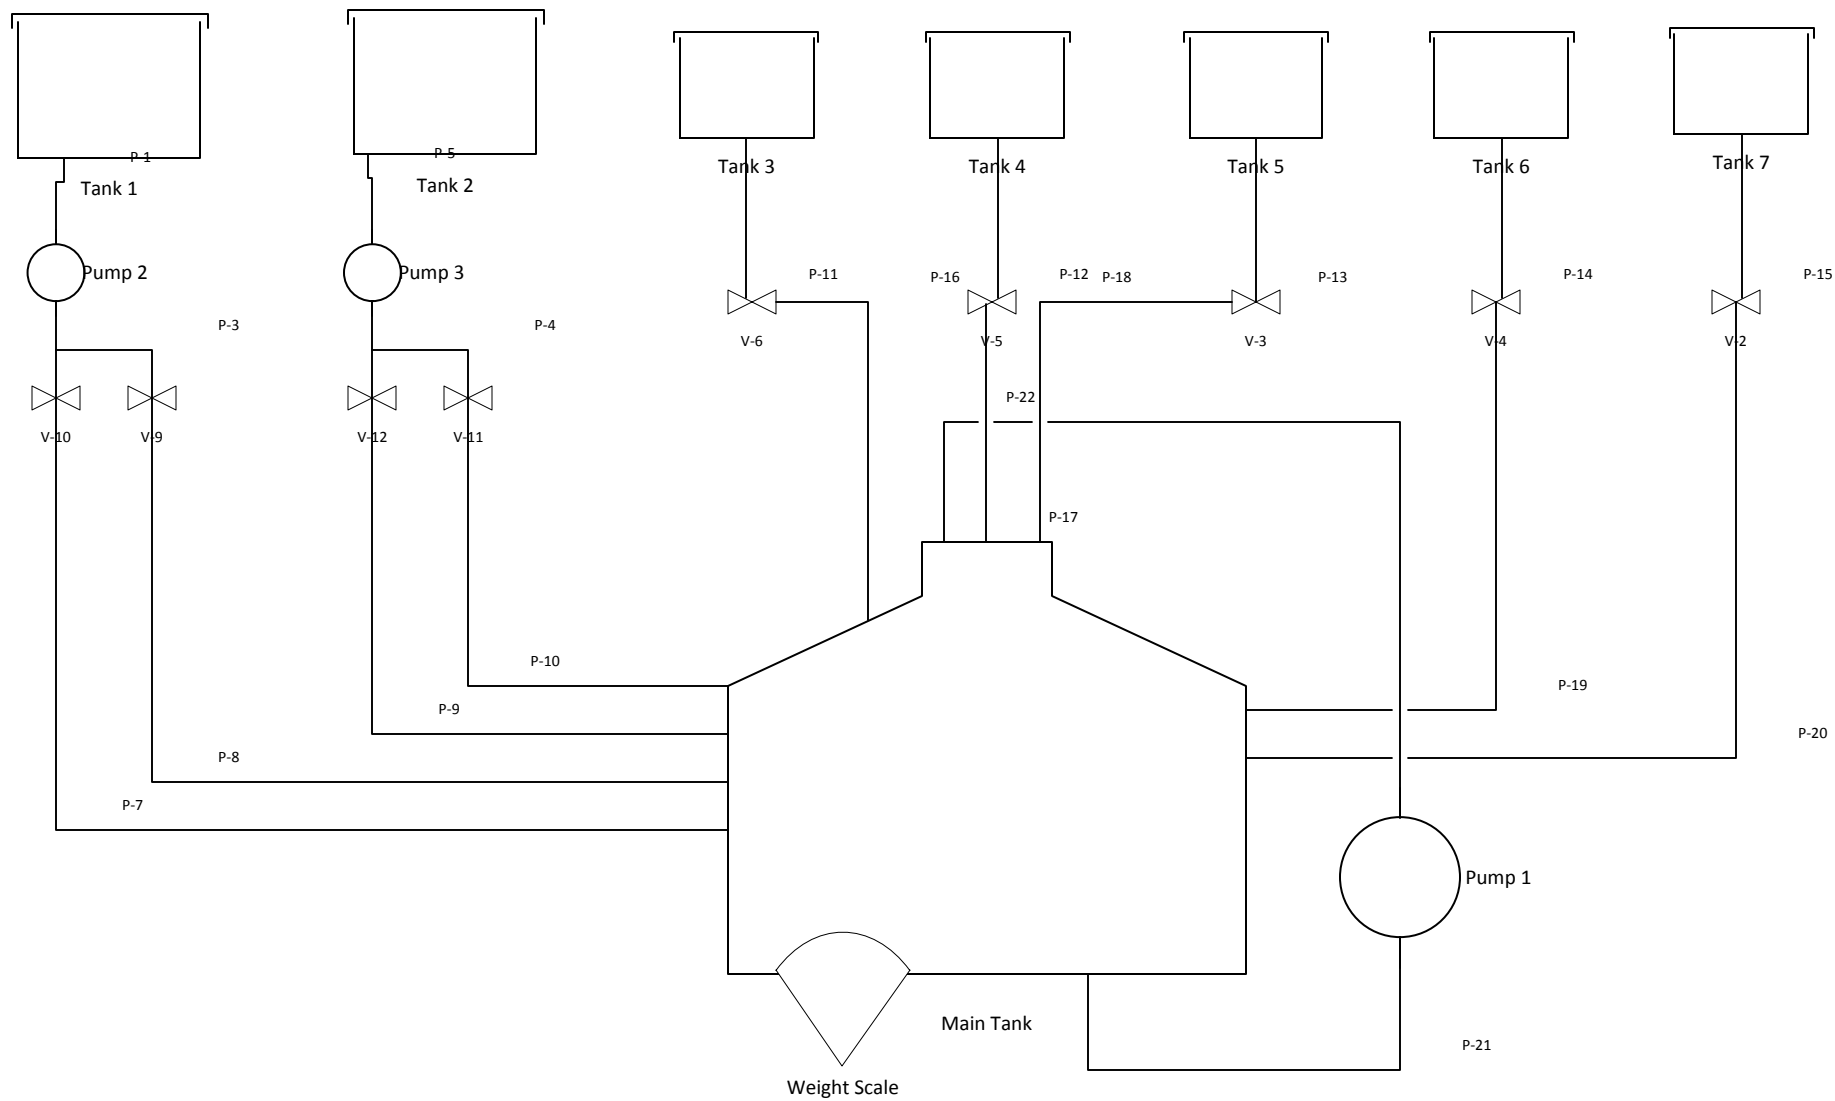 P-1
P-5
Tank 1
Tank 2
Tank 3
Tank 4
Tank 5
Tank 6
Tank 7
Pump 2
Pump 3
P-11
P-16
P-12
P-18
P-13
P-14
P-15
P-3
P-4
V-6
V-5
V-3
V-4
V-2
P-22
V-10
V-9
V-12
V-11
P-17
P-10
P-19
P-9
P-20
P-8
P-7
Pump 1
Main Tank
P-21
Weight Scale